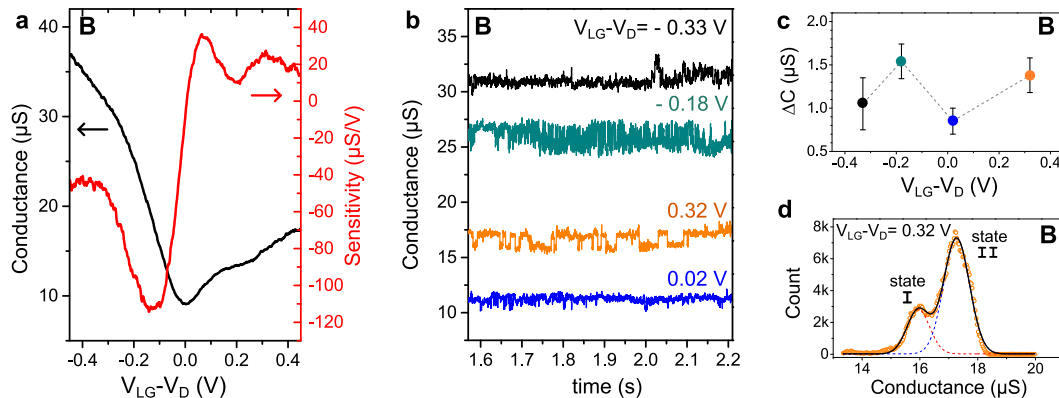 a B
Conductance (µS)
40
30
20
10
-0.4 -0.2 0.0 0.2 0.4
V_LG-V_D (V)
20
0
-20
-40
-60
-80
-100
-120
Sensitivity (µS/V)
b B
V_LG-V_D= - 0.33 V
- 0.18 V
0.32 V
0.02 V
Conductance (µS)
35
30
25
20
15
10
1.6 1.7 1.8 1.9 2.0 2.1 2.2
time (s)
c B
ΔC (µS)
2.0
1.5
1.0
0.5
-0.4 -0.2 0.0 0.2 0.4
V_LG-V_D (V)
d B
V_LG-V_D= 0.32 V
state
II
state
I
Count
8k
6k
4k
2k
0
14 16 18 20
Conductance (µS)